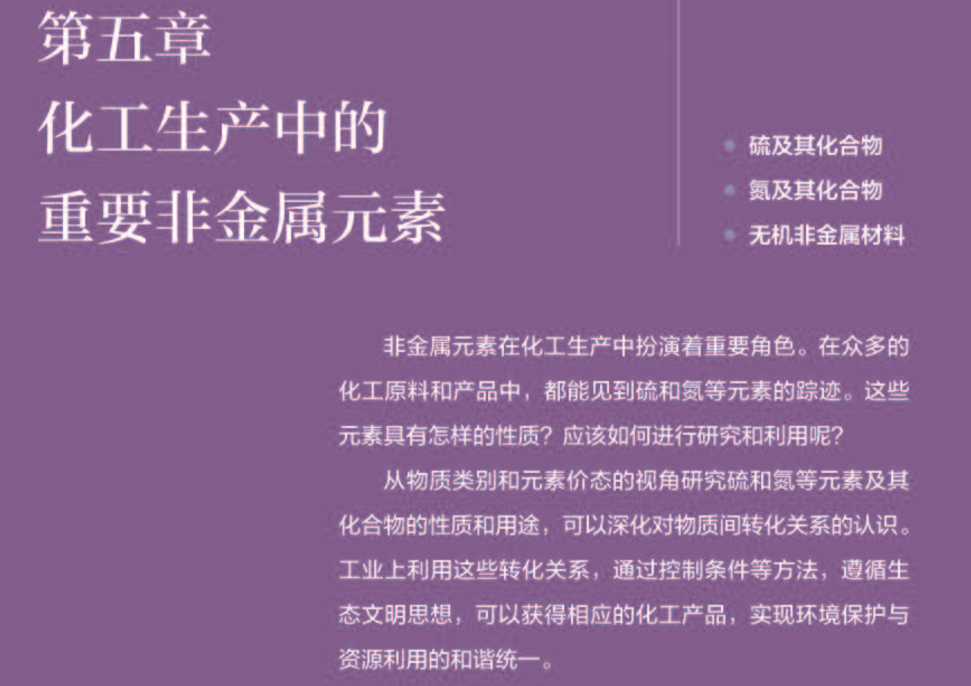 第五章
化工生产中的
重要非金属元素
硫及其化合物
氮及其化合物
无机非金属材料
非金属元素在化工生产中扮演着重要角色。在众多的
化工原料和产品中，都能见到硫和氮等元素的踪迹。这些
元素具有怎样的性质？应该如何进行研究和利用呢？
从物质类别和元素价态的视角研究硫和氮等元素及其
化合物的性质和用途，可以深化对物质间转化关系的认识。
工业上利用这些转化关系，通过控制条件等方法，遵循生
态文明思想，可以获得相应的化工产品，实现环境保护与
资源利用的和谐统一。